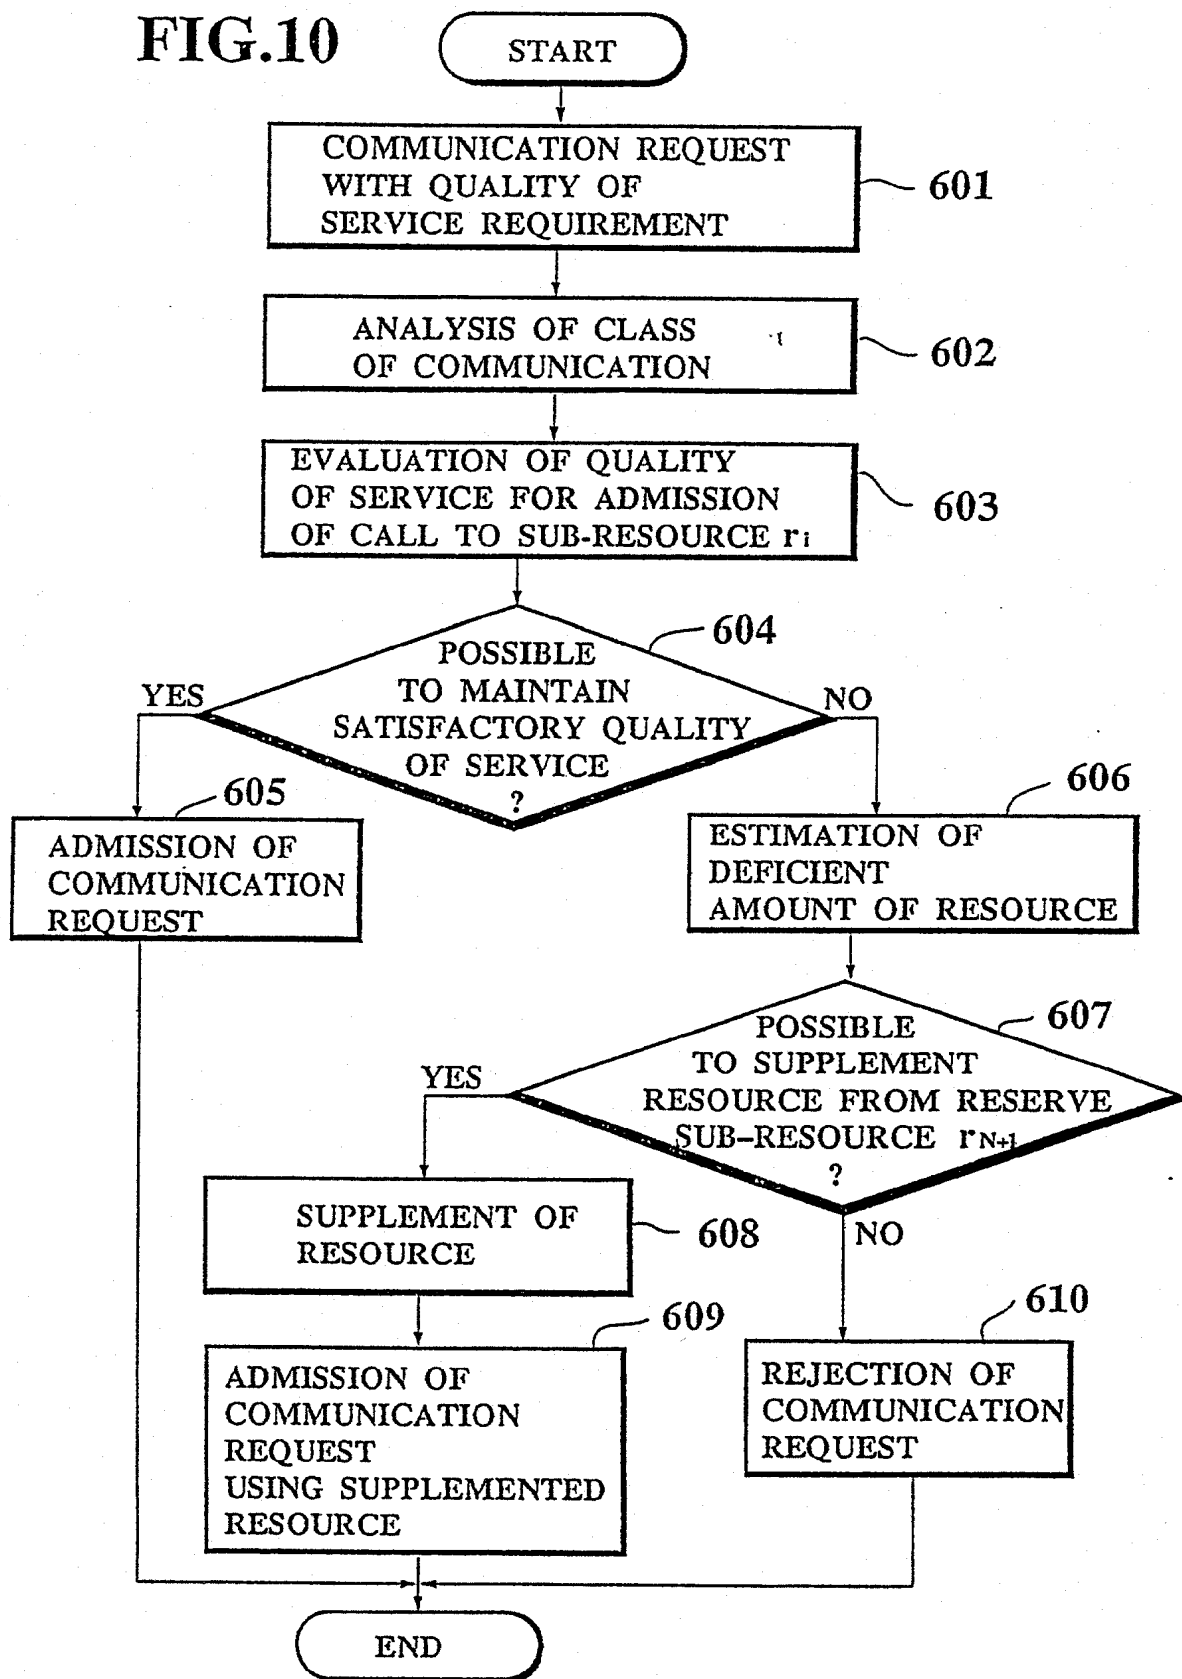 FIG.10
START
COMMUNICATION REQUEST
WITH QUALITY OF
SERVICE REQUIREMENT
601
ANALYSIS OF CLASS
OF COMMUNICATION
602
EVALUATION OF QUALITY
OF SERVICE FOR ADMISSION
OF CALL TO SUB-RESOURCE ri
603
604
POSSIBLE
TO MAINTAIN
SATISFACTORY QUALITY
OF SERVICE
?
YES
NO
605
ADMISSION OF
COMMUNICATION
REQUEST
606
ESTIMATION OF
DEFICIENT
AMOUNT OF RESOURCE
607
POSSIBLE
TO SUPPLEMENT
RESOURCE FROM RESERVE
SUB-RESOURCE rN+1
?
YES
NO
SUPPLEMENT OF
RESOURCE
608
609
ADMISSION OF
COMMUNICATION
REQUEST
USING SUPPLEMENTED
RESOURCE
610
REJECTION OF
COMMUNICATION
REQUEST
END